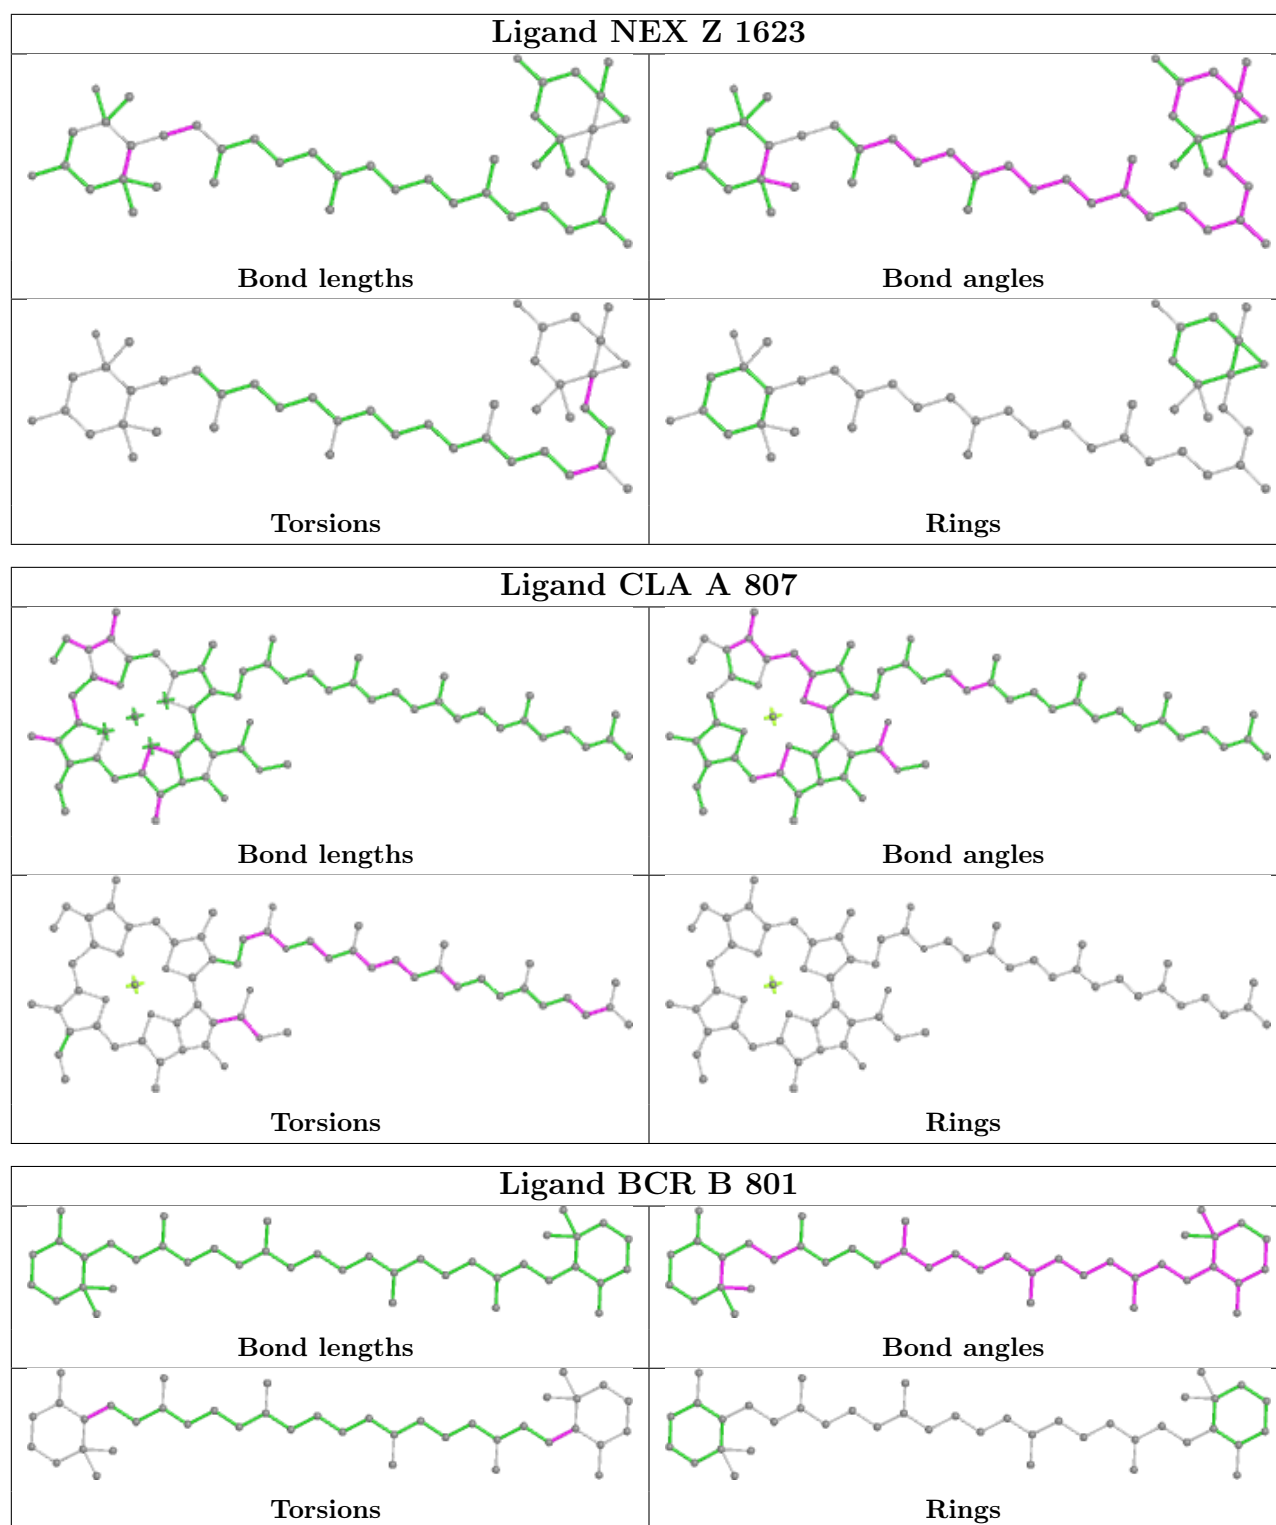 Ligand NEX Z 1623
Bond lengths
Bond angles
Torsions
Rings
Ligand CLA A 807
Bond lengths
Bond angles
Torsions
Rings
Ligand BCR B 801
Bond lengths
Bond angles
Torsions
Rings